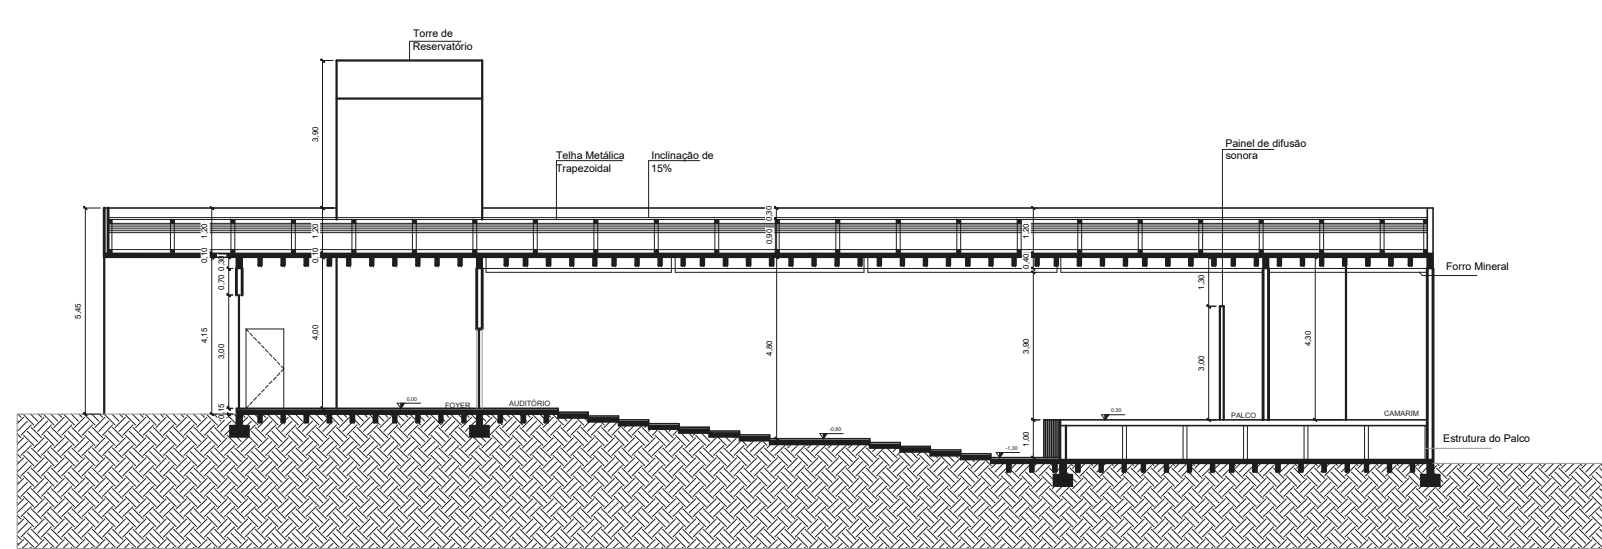 Torre de
Reservatório
3,90
Telha Metálica
Trapezoidal
Inclinação de
15%
Painel de difusão
sonora
1,20
1,20
0,30
0,90
1,20
0,10
0,10
0,30
0,40
0,70
1,30
Forro Mineral
5,45
4,15
3,00
4,00
4,80
3,90
3,00
4,30
0,15
0,00
FOYER
AUDITÓRIO
0.30
PALCO
CAMARIM
-0,80
1,00
-1,30
Estrutura do Palco